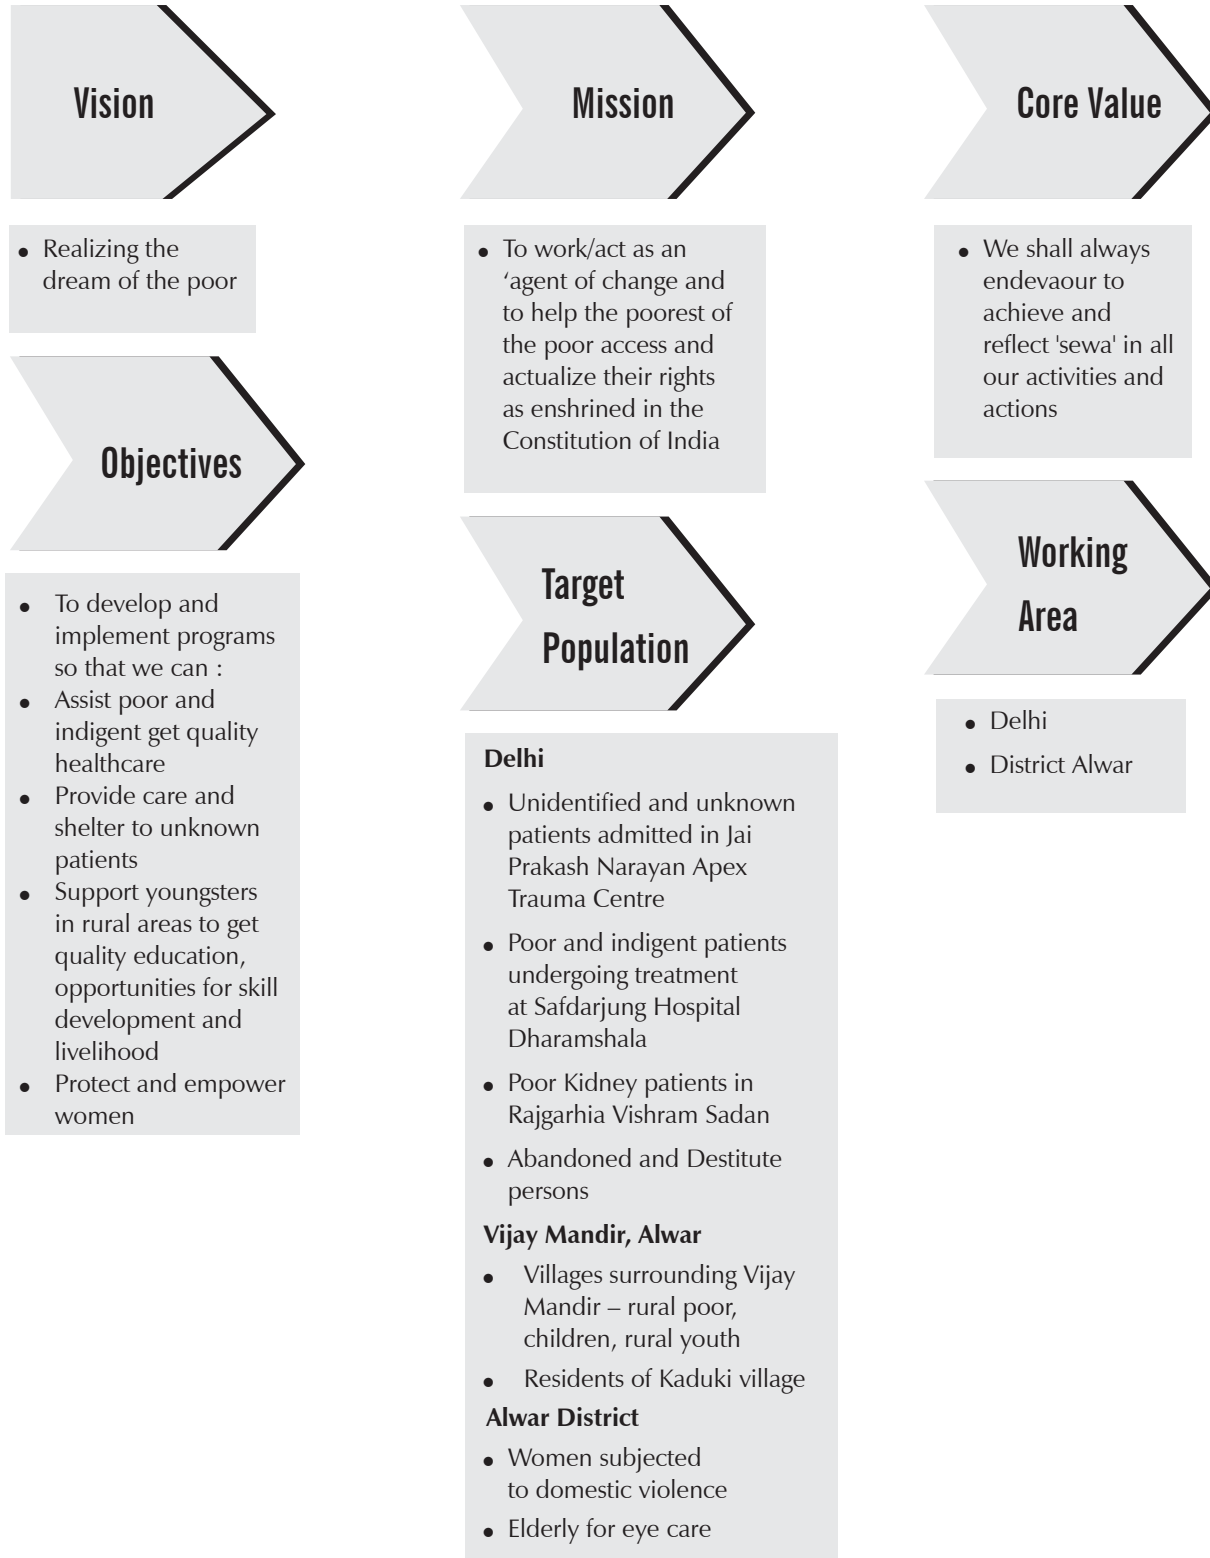 Vision
• Realizing the
dream of the poor
Mission
• To work/act as an
‘agent of change and
to help the poorest of
the poor access and
actualize their rights
as enshrined in the
Constitution of India
Core Value
• We shall always
endevaour to
achieve and
reflect 'sewa' in all
our activities and
actions
Objectives
• To develop and
implement programs
so that we can :
• Assist poor and
indigent get quality
healthcare
• Provide care and
shelter to unknown
patients
• Support youngsters
in rural areas to get
quality education,
opportunities for skill
development and
livelihood
• Protect and empower
women
Target
Population
Delhi
• Unidentified and unknown
patients admitted in Jai
Prakash Narayan Apex
Trauma Centre
• Poor and indigent patients
undergoing treatment
at Safdarjung Hospital
Dharamshala
• Poor Kidney patients in
Rajgarhia Vishram Sadan
• Abandoned and Destitute
persons
Vijay Mandir, Alwar
• Villages surrounding Vijay
Mandir – rural poor,
children, rural youth
• Residents of Kaduki village
Alwar District
• Women subjected
to domestic violence
• Elderly for eye care
Working
Area
• Delhi
• District Alwar